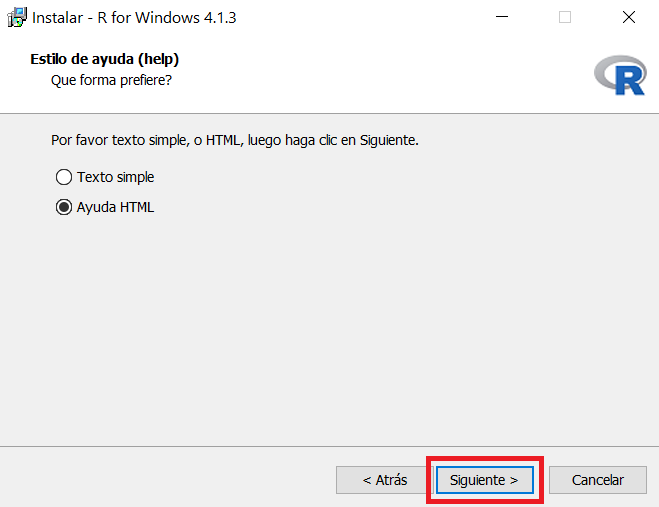 Instalar - R for Windows 4.1.3
Estilo de ayuda (help)
Que forma prefiere?
R
Por favor texto simple, o HTML, luego haga clic en Siguiente.
Texto simple
Ayuda HTML
< Atrás
Siguiente >
Cancelar